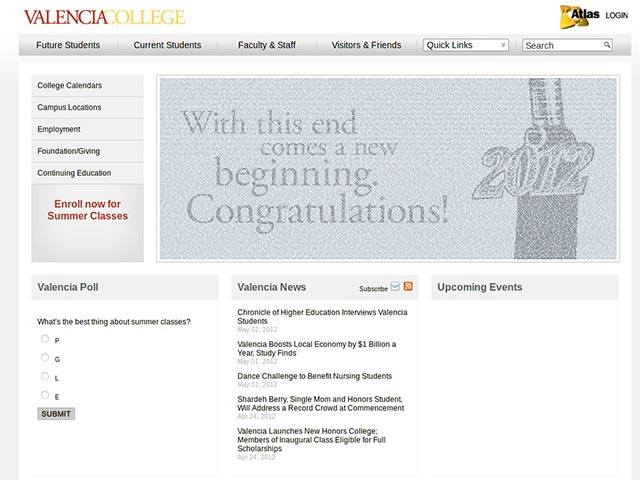 VALENCIACOLLEGE
Atlas LOGIN
Future Students Current Students Faculty & Staff Visitors & Friends Quick Links Search
College Calendars
Campus Locations
Employment
Foundation/Giving
Continuing Education
Enroll now for
Summer Classes
With this end
comes a new
beginning.
Congratulations!
2012
Valencia Poll
What's the best thing about summer classes?
P
G
L
E
SUBMIT
Valencia News Subscribe
Chronicle of Higher Education Interviews Valencia
Students
May 02, 2012
Valencia Boosts Local Economy by $1 Billion a
Year, Study Finds
May 01, 2012
Dance Challenge to Benefit Nursing Students
May 01, 2012
Shardeh Berry, Single Mom and Honors Student,
Will Address a Record Crowd at Commencement
Apr 24, 2012
Valencia Launches New Honors College;
Members of Inaugural Class Eligible for Full
Scholarships
Apr 24, 2012
Upcoming Events